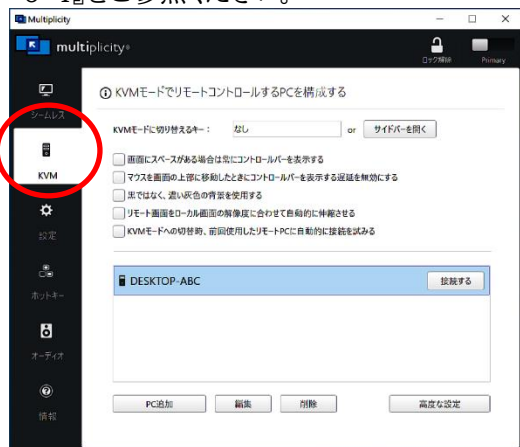 Multiplicity
multiplicity
ロック解除
Primary
シームレス
KVM
設定
ホットキー
オーディオ
情報
KVMモードでリモートコントロールするPCを構成する
KVMモードに切り替えるキー：
なし
or
サイドバーを開く
画面にスペースがある場合は常にコントロールバーを表示する
マウスを画面の上部に移動したときにコントロールバーを表示する遅延を無効にする
黒ではなく、濃い灰色の背景を使用する
リモート画面をローカル画面の解像度に合わせて自動的に伸縮させる
KVMモードへの切替時、前回使用したリモートPCに自動的に接続を試みる
DESKTOP-ABC
接続する
PC追加
編集
削除
高度な設定